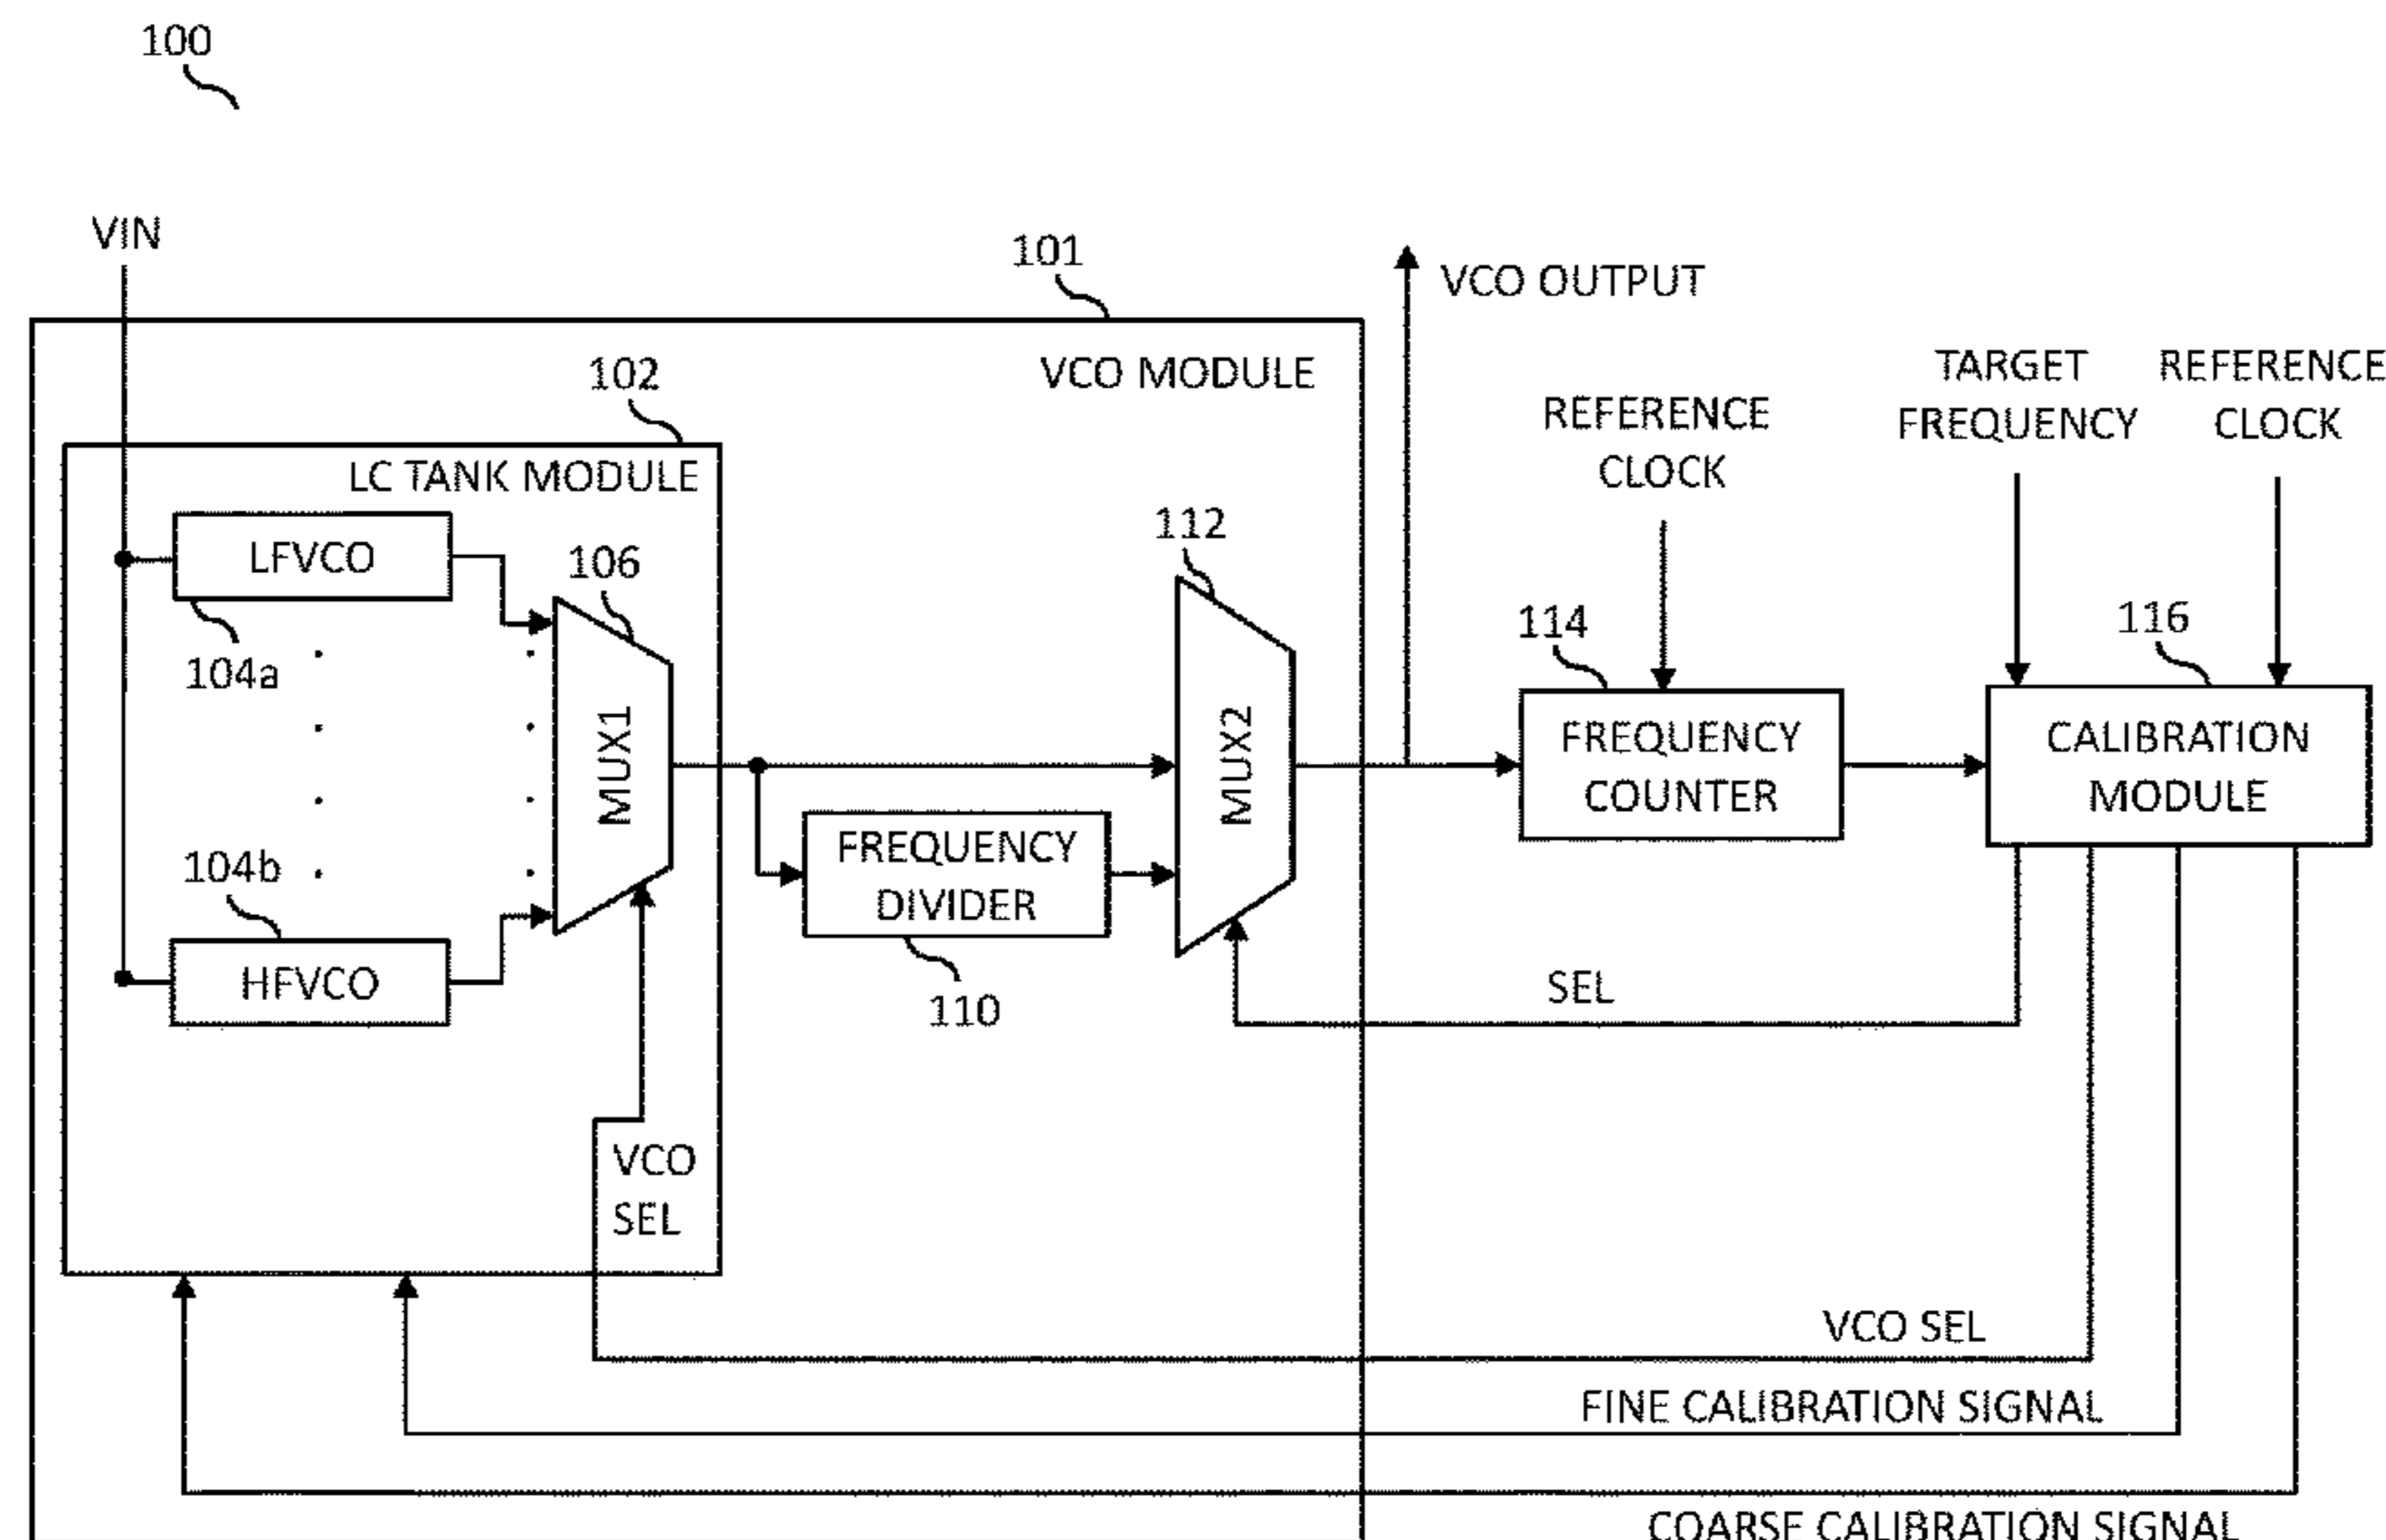 100
VIN
101
VCO OUTPUT
102
VCO MODULE
TARGET
FREQUENCY
REFERENCE
CLOCK
REFERENCE
CLOCK
LC TANK MODULE
LFVCO
106
112
104a
114
116
MUX1
MUX2
FREQUENCY
COUNTER
CALIBRATION
MODULE
FREQUENCY
DIVIDER
104b
HFVCO
110
SEL
VCO
SEL
VCO SEL
FINE CALIBRATION SIGNAL
COARSE CALIBRATION SIGNAL